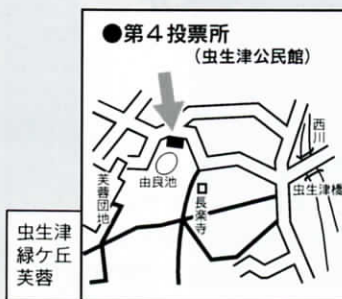 ●第4投票所
(虫生津公民館)
西川
芙蓉団地
由良池
長楽寺
虫生津橋
虫生津
緑ケ丘
芙蓉